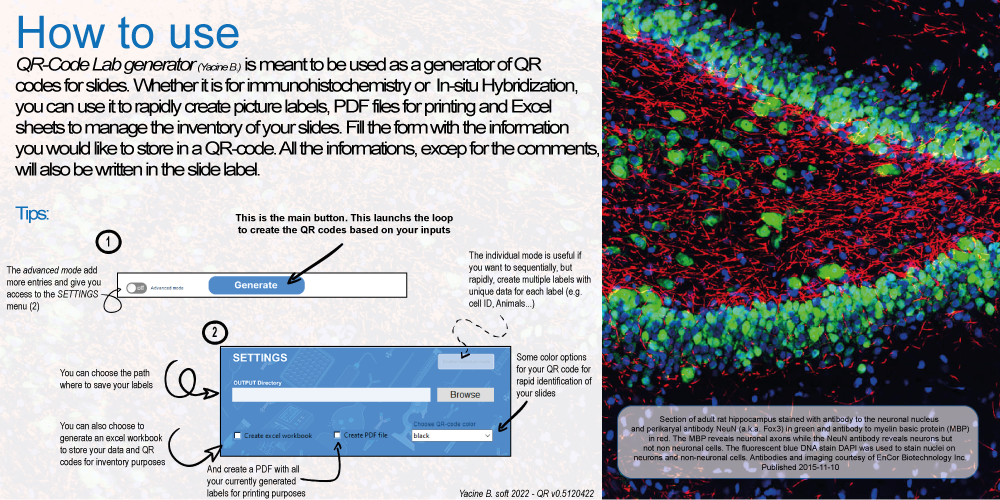 How to use
QR-Code Lab generator (Yacine B.) is meant to be used as a generator of QR
codes for slides. Whether it is for immunohistochemistry or In-situ Hybridization,
you can use it to rapidly create picture labels, PDF files for printing and Excel
sheets to manage the inventory of your slides. Fill the form with the information
you would like to store in a QR-code. All the informations, excep for the comments,
will also be written in the slide label.
Tips:
This is the main button. This launchs the loop
to create the QR codes based on your inputs
1
The advanced mode add
more entries and give you
access to the SETTINGS
menu (2)
Off
Advanced mode
Generate
The individual mode is useful if
you want to sequentially, but
rapidly, create multiple labels with
unique data for each label (e.g.
cell ID, Animals...)
2
SETTINGS
OUTPUT Directory
Browse
Choose QR-code color
Create excel workbook
Create PDF file
black
You can choose the path
where to save your labels
You can also choose to
generate an excel workbook
to store your data and QR
codes for inventory purposes
And create a PDF with all
your currently generated
labels for printing purposes
Some color options
for your QR code for
rapid identification of
your slides
Yacine B. soft 2022 - QR v0.5120422
Section of adult rat hippocampus stained with antibody to the neuronal nucleus
and perikaryal antibody NeuN (a.k.a. Fox3) in green and antibody to myelin basic protein (MBP)
in red. The MBP reveals neuronal axons while the NeuN antibody reveals neurons but
not non neuronal cells. The fluorescent blue DNA stain DAPI was used to stain nuclei on
neurons and non-neuronal cells. Antibodies and imaging courtesy of EnCor Biotechnology Inc.
Published 2015-11-10